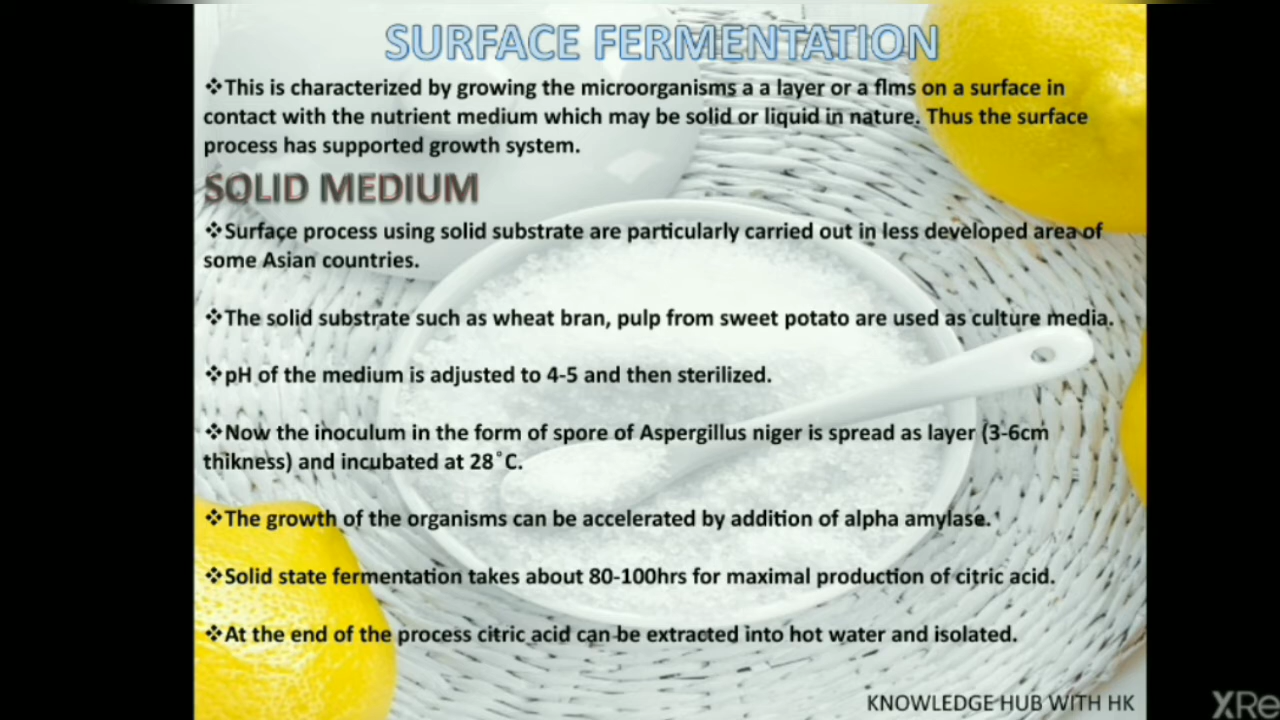 SURFACE FERMENTATION
❖This is characterized by growing the microorganisms a a layer or a flms on a surface in
contact with the nutrient medium which may be solid or liquid in nature. Thus the surface
process has supported growth system.
SOLID MEDIUM
❖Surface process using solid substrate are particularly carried out in less developed area of
some Asian countries.
❖The solid substrate such as wheat bran, pulp from sweet potato are used as culture media.
❖pH of the medium is adjusted to 4-5 and then sterilized.
❖Now the inoculum in the form of spore of Aspergillus niger is spread as layer (3-6cm
thikness) and incubated at 28˚C.
❖The growth of the organisms can be accelerated by addition of alpha amylase.
❖Solid state fermentation takes about 80-100hrs for maximal production of citric acid.
❖At the end of the process citric acid can be extracted into hot water and isolated.
KNOWLEDGE HUB WITH HK
XRe